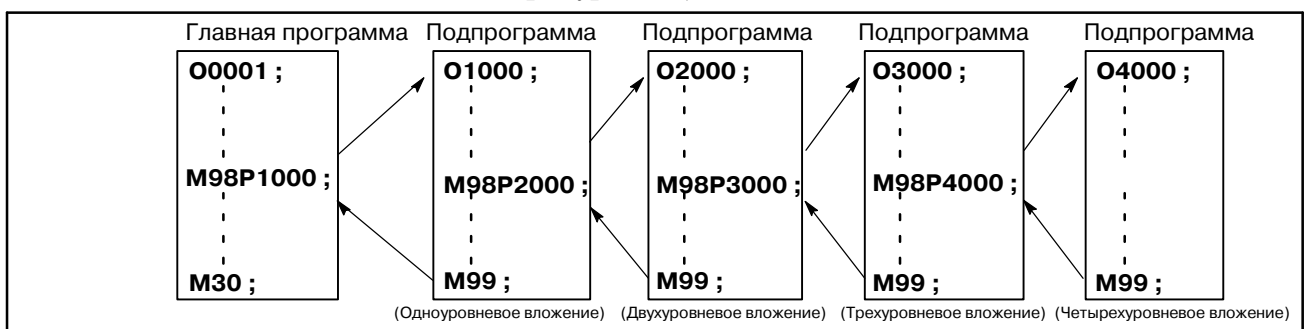 Главная программа Подпрограмма Подпрограмма Подпрограмма Подпрограмма
O0001 ; O1000 ; O2000 ; O3000 ; O4000 ;
M98P1000 ; M98P2000 ; M98P3000 ; M98P4000 ;
M30 ; M99 ; M99 ; M99 ; M99 ;
(Одноуровневое вложение) (Двухуровневое вложение) (Трехуровневое вложение) (Четырехуровневое вложение)